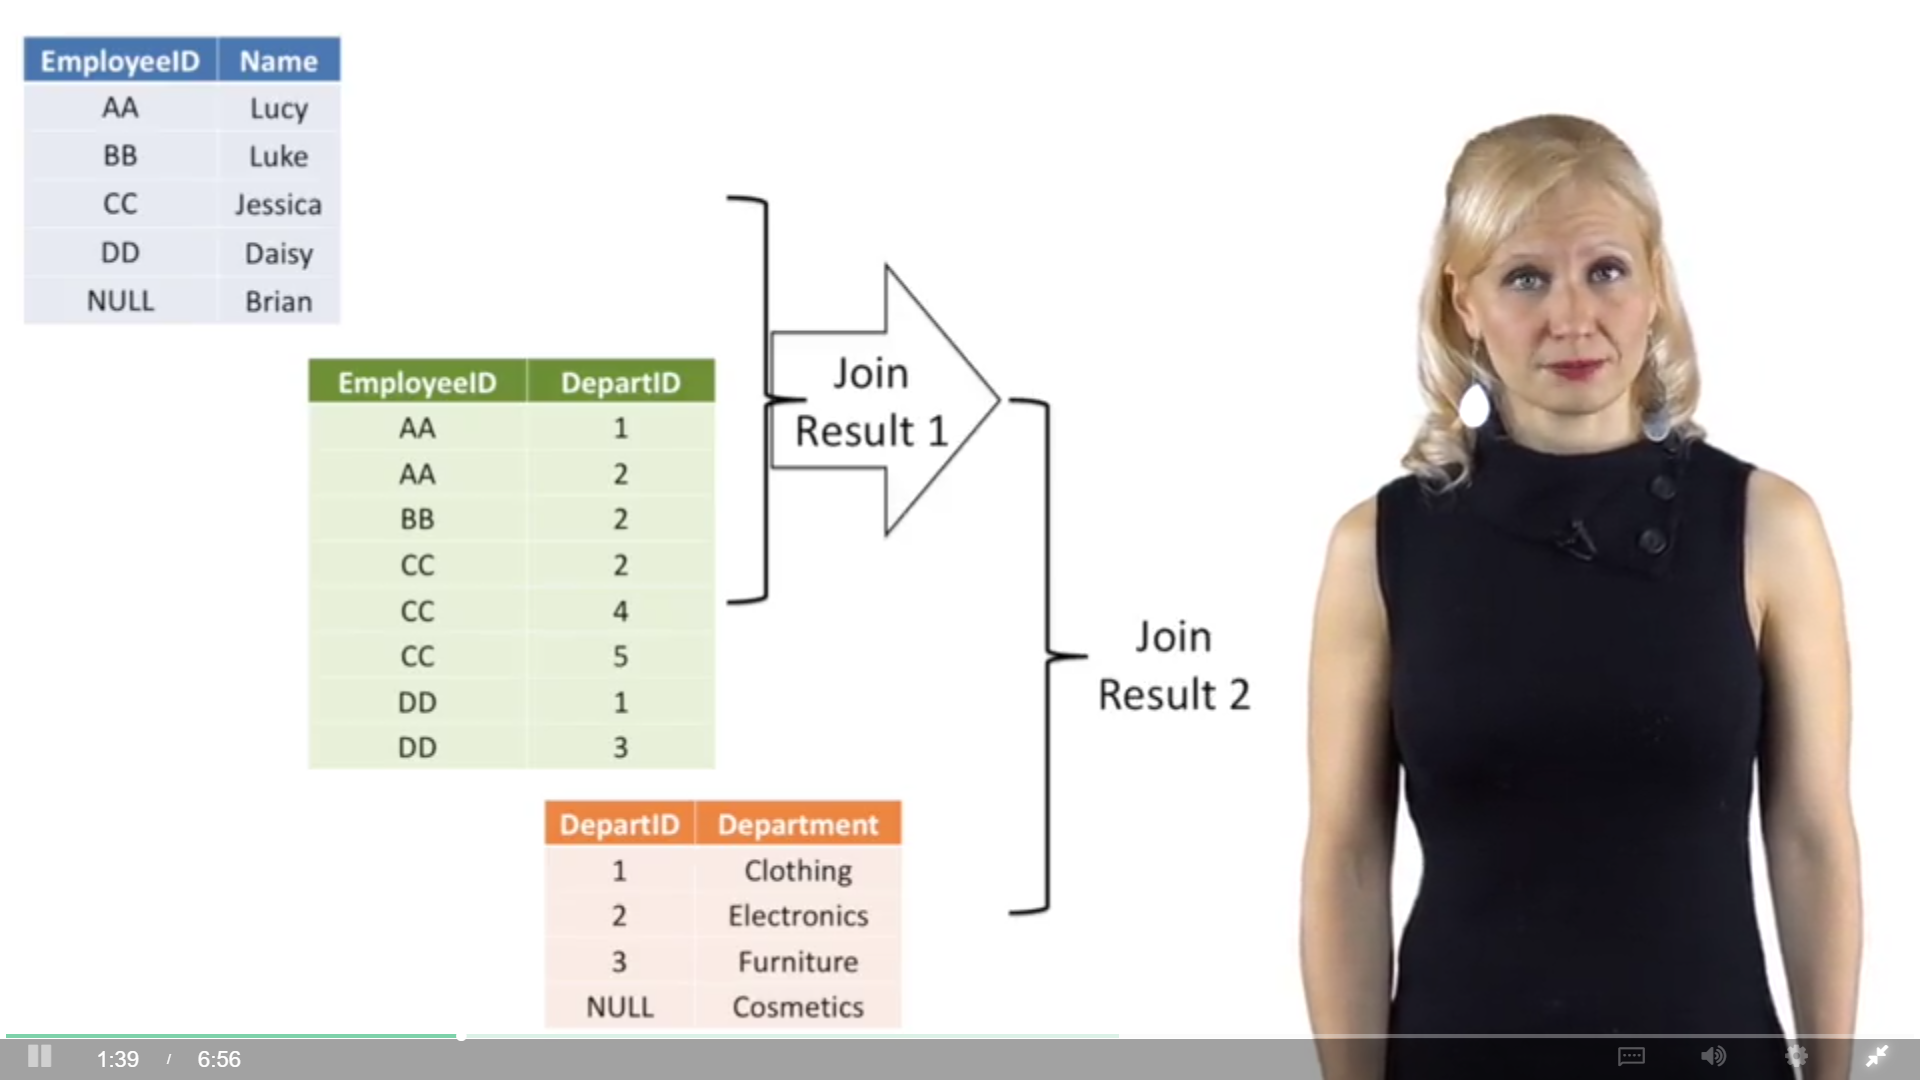 EmployeeID Name
AA Lucy
BB Luke
CC Jessica
DD Daisy
NULL Brian
EmployeeID DepartID
AA 1
AA 2
BB 2
CC 2
CC 4
CC 5
DD 1
DD 3
Join
Result 1
Join
Result 2
DepartID Department
1 Clothing
2 Electronics
3 Furniture
NULL Cosmetics
1:39 / 6:56